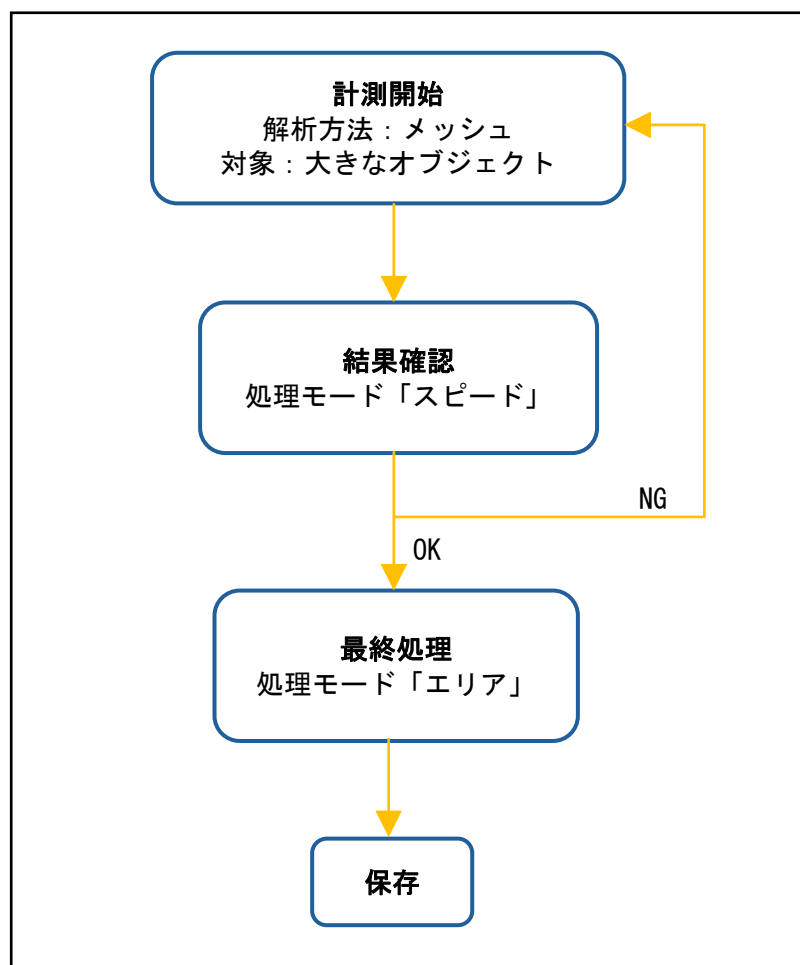 計測開始
解析方法：メッシュ
対象：大きなオブジェクト
結果確認
処理モード「スピード」
NG
OK
最終処理
処理モード「エリア」
保存